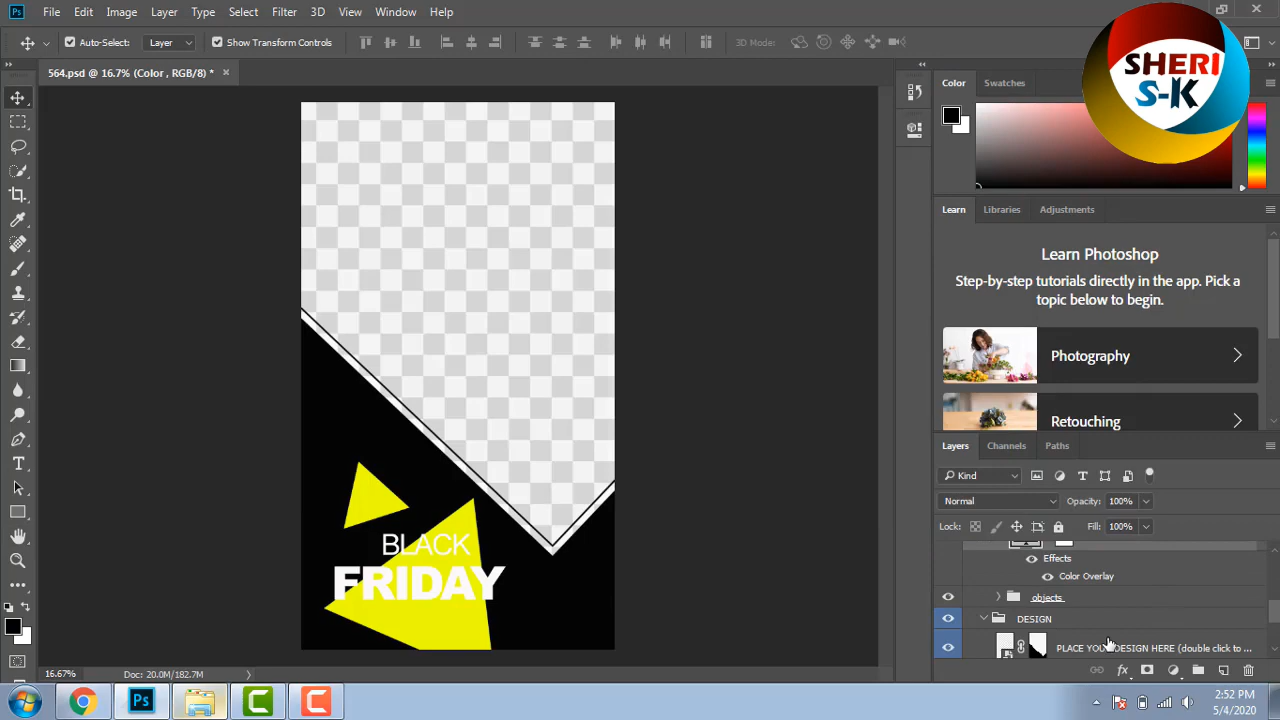 Ps File Edit Image Layer Type Select Filter 3D View Window Help
Auto-Select: Layer Show Transform Controls 3D Mode:
564.psd @ 16.7% (Color , RGB/8) *
SHERI
S-K
Color Swatches
Learn Libraries Adjustments
Learn Photoshop
Step-by-step tutorials directly in the app. Pick a
topic below to begin.
Photography
Retouching
Layers Channels Paths
Kind
Normal Opacity: 100%
Lock: Fill: 100%
Effects
Color Overlay
objects
DESIGN
PLACE YOU DESIGN HERE (double click to ...
BLACK
FRIDAY
16.67% Doc: 20.0M/182.7M
Ps
2:52 PM
5/4/2020